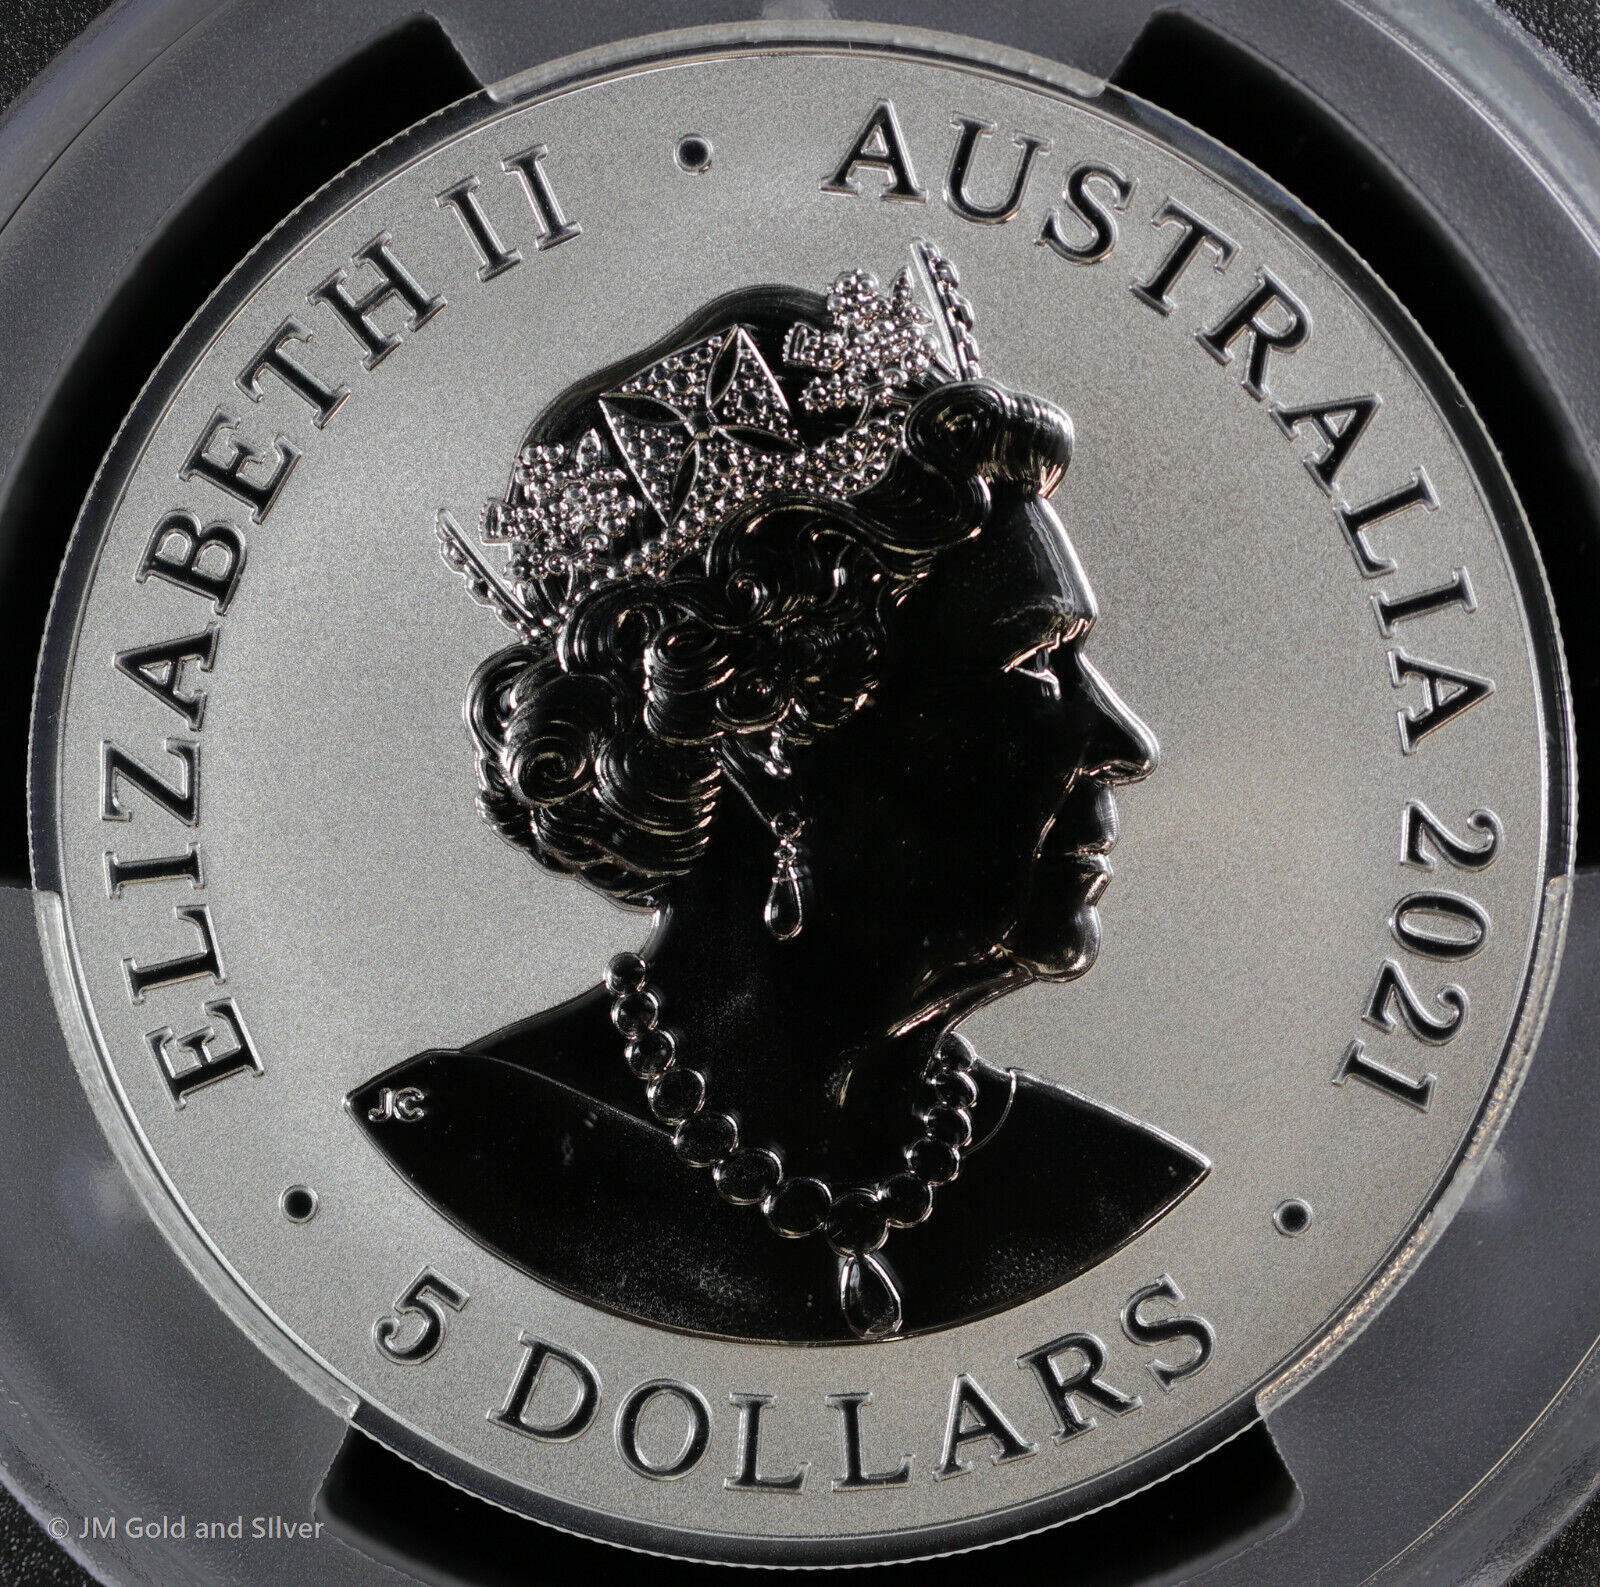 ELIZABETH II • AUSTRALIA 2021 •
5 DOLLARS •
JC
© JM Gold and Silver